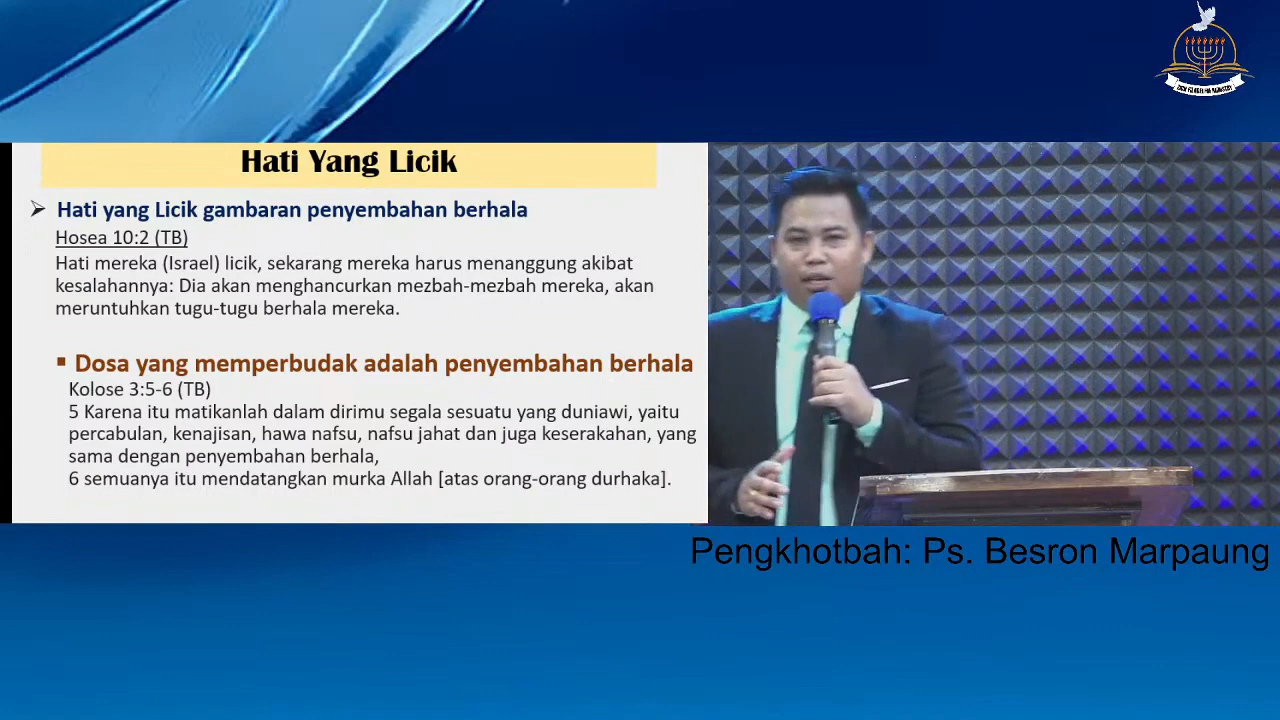 Hati Yang Licik
➢ Hati yang Licik gambaran penyembahan berhala
Hosea 10:2 (TB)
Hati mereka (Israel) licik, sekarang mereka harus menanggung akibat
kesalahannya: Dia akan menghancurkan mezbah-mezbah mereka, akan
meruntuhkan tugu-tugu berhala mereka.
▪ Dosa yang memperbudak adalah penyembahan berhala
Kolose 3:5-6 (TB)
5 Karena itu matikanlah dalam dirimu segala sesuatu yang duniawi, yaitu
percabulan, kenajisan, hawa nafsu, nafsu jahat dan juga keserakahan, yang
sama dengan penyembahan berhala,
6 semuanya itu mendatangkan murka Allah [atas orang-orang durhaka].
Pengkhotbah: Ps. Besron Marpaung